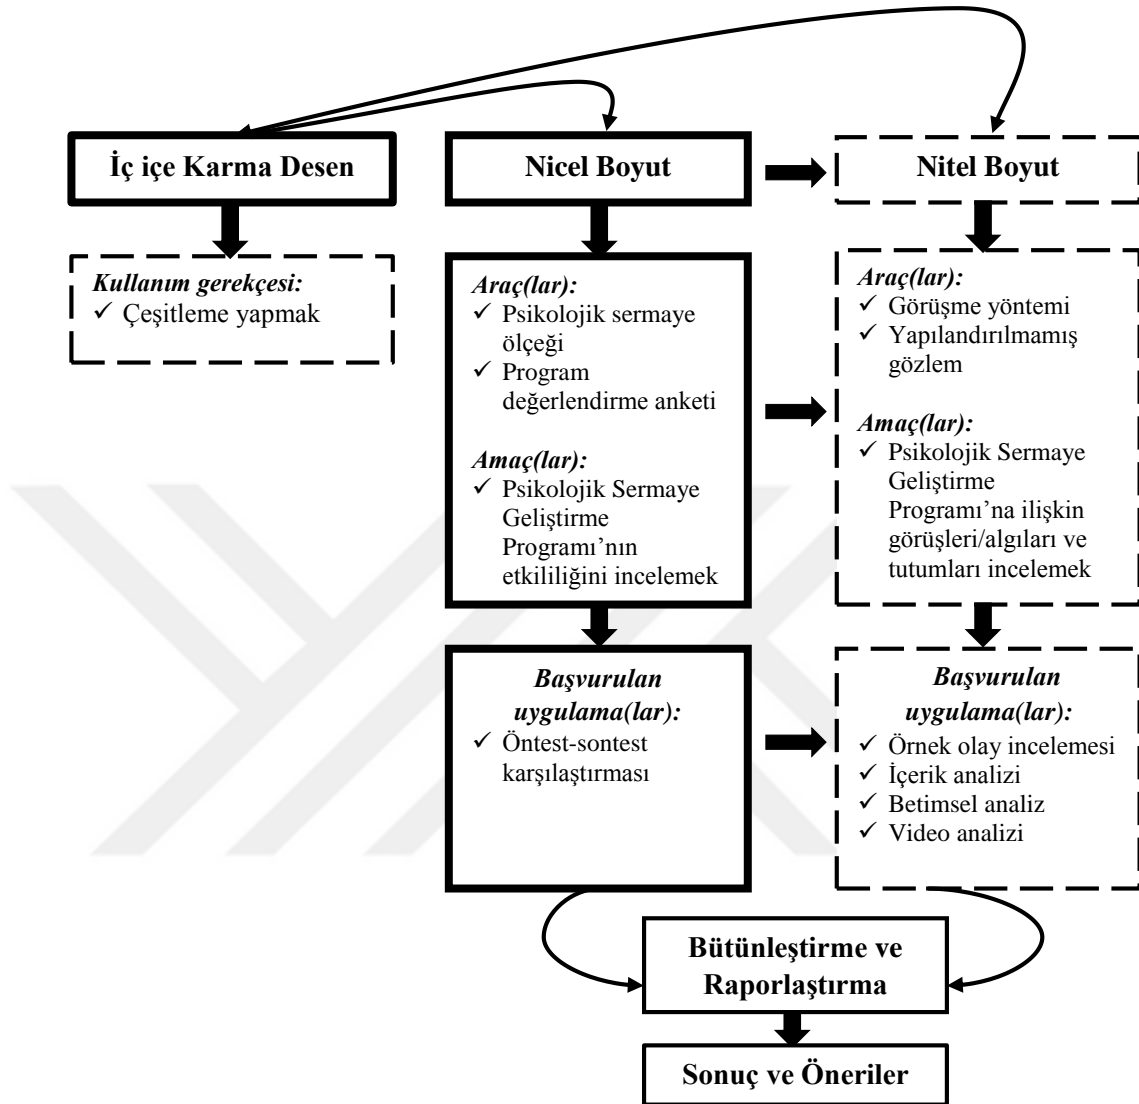 İç içe Karma Desen
Nicel Boyut
Nitel Boyut
Kullanım gerekçesi:
✓ Çeşitleme yapmak
Araç(lar):
✓ Psikolojik sermaye
ölçeği
✓ Program
değerlendirme anketi
Amaç(lar):
✓ Psikolojik Sermaye
Geliştirme
Programı’nın
etkililiğini incelemek
Araç(lar):
✓ Görüşme yöntemi
✓ Yapılandırılmamış
gözlem
Amaç(lar):
✓ Psikolojik Sermaye
Geliştirme
Programı’na ilişkin
görüşleri/algıları ve
tutumları incelemek
Başvurulan
uygulama(lar):
✓ Öntest-sontest
karşılaştırması
Başvurulan
uygulama(lar):
✓ Örnek olay incelemesi
✓ İçerik analizi
✓ Betimsel analiz
✓ Video analizi
Bütünleştirme ve
Raporlaştırma
Sonuç ve Öneriler